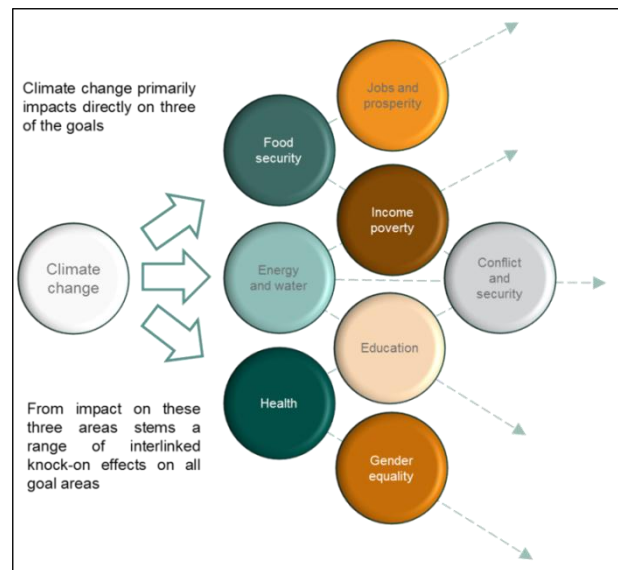 Climate change primarily
impacts directly on three
of the goals
Jobs and
prosperity
Food
security
Income
poverty
Climate
change
Energy
and water
Conflict
and
security
Education
Health
From impact on these
three areas stems a
range of interlinked
knock-on effects on all
goal areas
Gender
equality